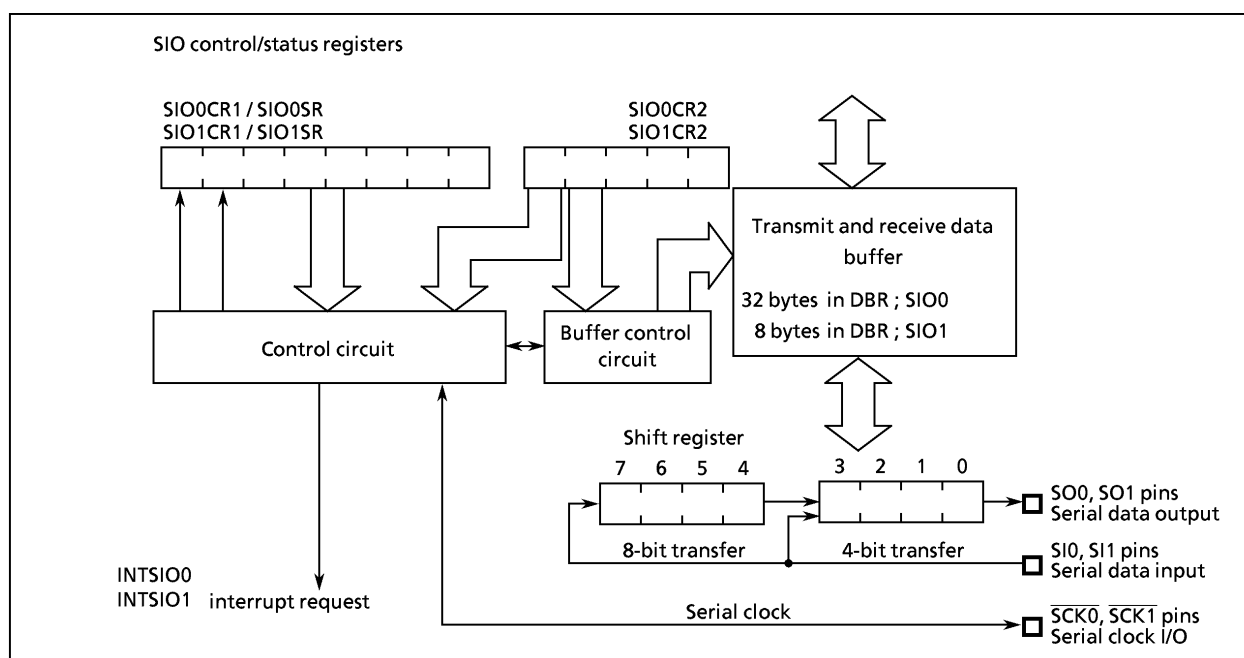 SIO control/status registers
SIO0CR1 / SIO0SR
SIO1CR1 / SIO1SR
SIO0CR2
SIO1CR2
Transmit and receive data
buffer
32 bytes in DBR ; SIO0
8 bytes in DBR ; SIO1
Control circuit
Buffer control
circuit
Shift register
7 6 5 4
3 2 1 0
SO0, SO1 pins
Serial data output
8-bit transfer
4-bit transfer
SI0, SI1 pins
Serial data input
INTSIO0
INTSIO1
interrupt request
Serial clock
S̅C̅K̅0̅, S̅C̅K̅1̅ pins
Serial clock I/O